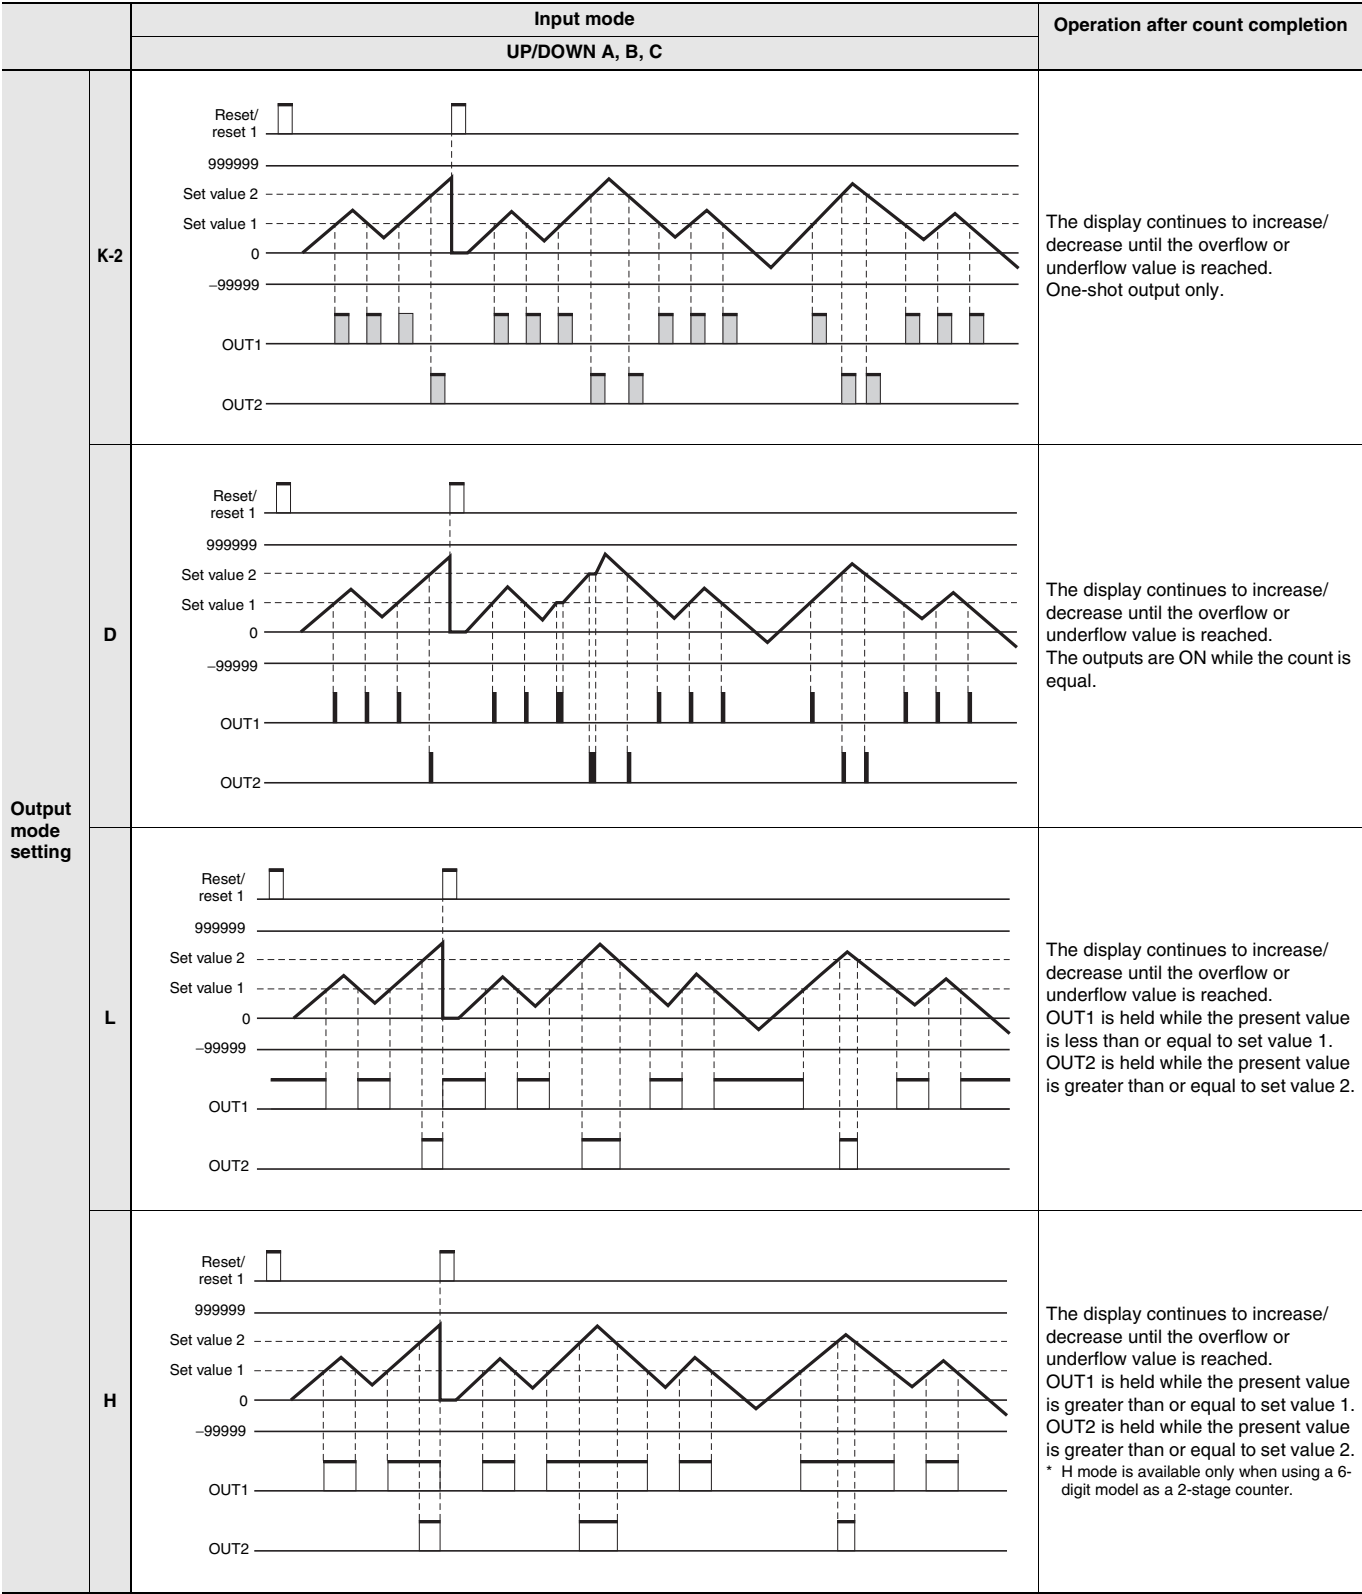 Input mode
Operation after count completion
UP/DOWN A, B, C
Output
mode
setting
K-2
Reset/
reset 1
999999
Set value 2
Set value 1
0
−99999
OUT1
OUT2
The display continues to increase/
decrease until the overflow or
underflow value is reached.
One-shot output only.
D
Reset/
reset 1
999999
Set value 2
Set value 1
0
−99999
OUT1
OUT2
The display continues to increase/
decrease until the overflow or
underflow value is reached.
The outputs are ON while the count is
equal.
L
Reset/
reset 1
999999
Set value 2
Set value 1
0
−99999
OUT1
OUT2
The display continues to increase/
decrease until the overflow or
underflow value is reached.
OUT1 is held while the present value
is less than or equal to set value 1.
OUT2 is held while the present value
is greater than or equal to set value 2.
H
Reset/
reset 1
999999
Set value 2
Set value 1
0
−99999
OUT1
OUT2
The display continues to increase/
decrease until the overflow or
underflow value is reached.
OUT1 is held while the present value
is greater than or equal to set value 1.
OUT2 is held while the present value
is greater than or equal to set value 2.
* H mode is available only when using a 6-
digit model as a 2-stage counter.